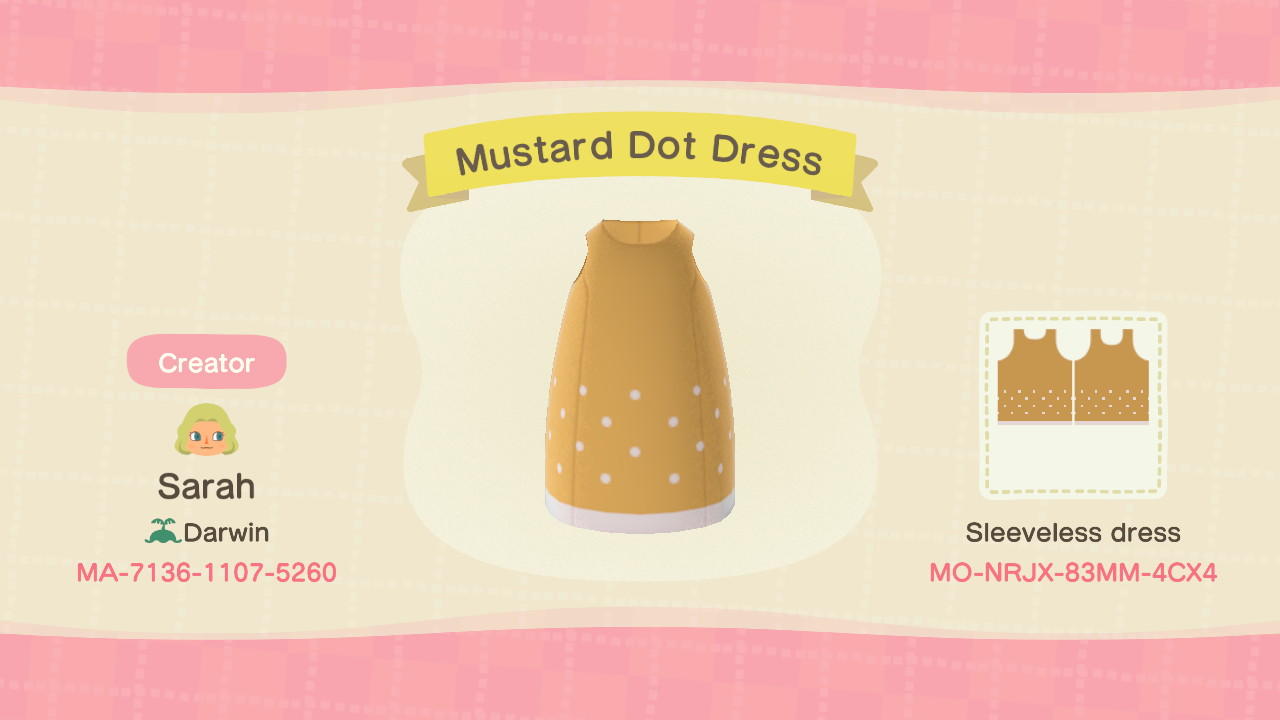 Mustard Dot Dress
Creator
Sarah
Darwin
MA-7136-1107-5260
Sleeveless dress
MO-NRJX-83MM-4CX4